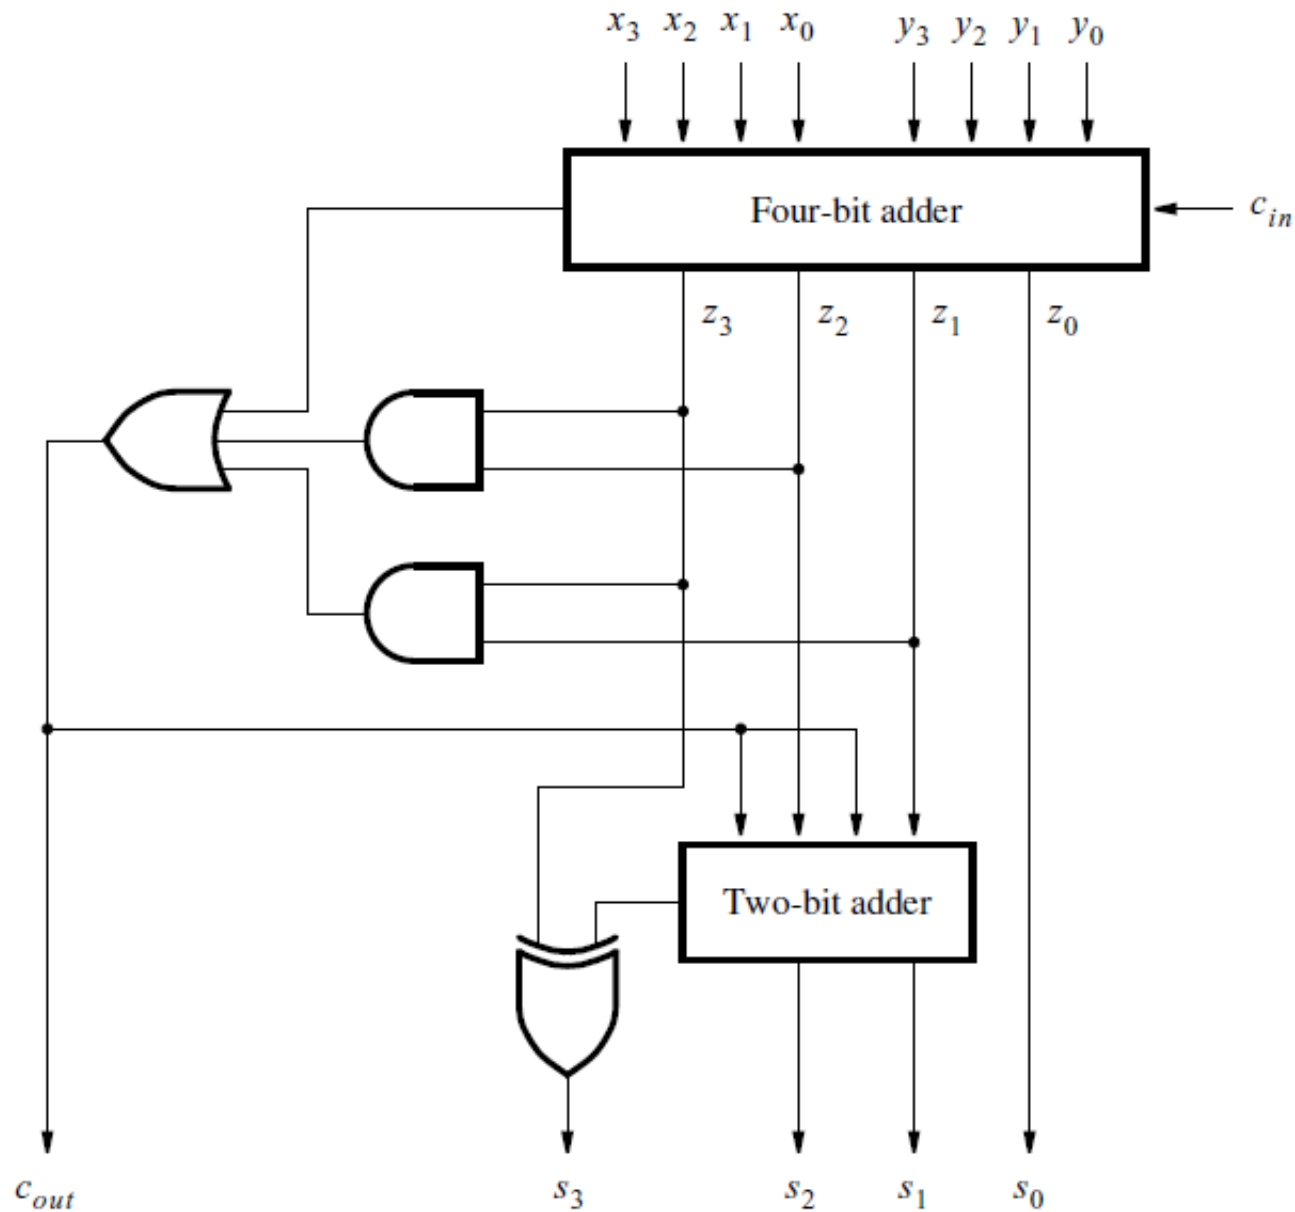 x3 x2 x1 x0 y3 y2 y1 y0
Four-bit adder
cin
z3 z2 z1 z0
Two-bit adder
cout s3 s2 s1 s0